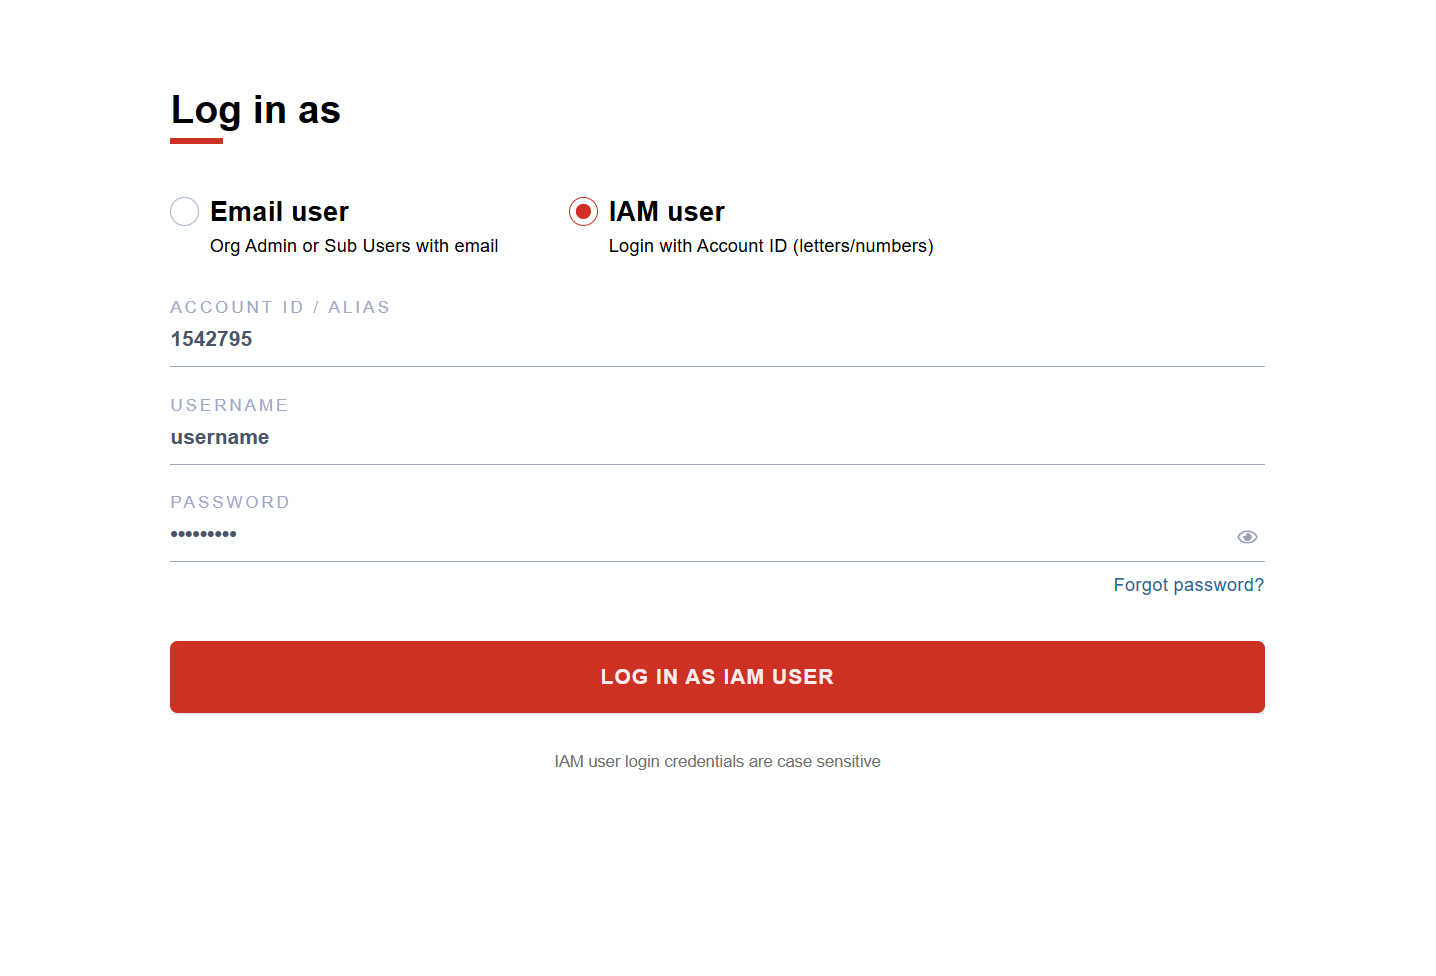 Log in as
Email user
Org Admin or Sub Users with email
IAM user
Login with Account ID (letters/numbers)
ACCOUNT ID / ALIAS
1542795
USERNAME
username
PASSWORD
•••••••••
Forgot password?
LOG IN AS IAM USER
IAM user login credentials are case sensitive